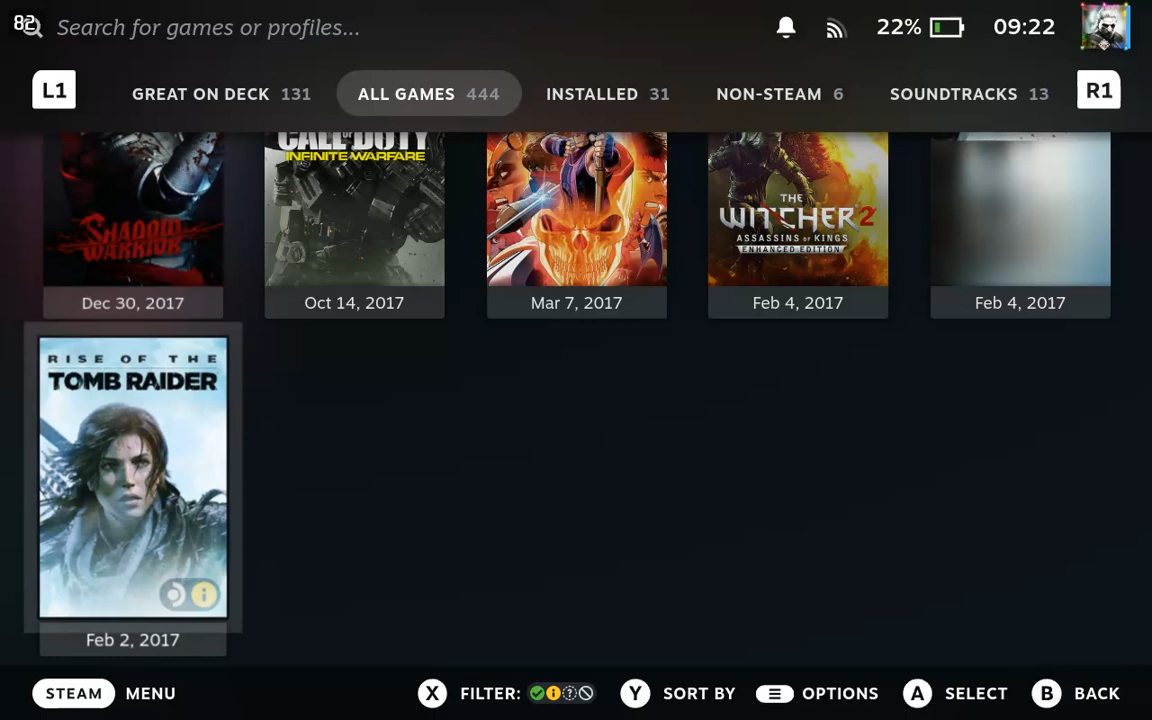 82
Search for games or profiles...
22%
09:22
L1
GREAT ON DECK 131
ALL GAMES 444
INSTALLED 31
NON-STEAM 6
SOUNDTRACKS 13
R1
SHADOW
WARRIOR
CALL OF DUTY
INFINITE WARFARE
THE
WITCHER 2
ASSASSINS OF KINGS
ENHANCED EDITION
Dec 30, 2017
Oct 14, 2017
Mar 7, 2017
Feb 4, 2017
Feb 4, 2017
RISE OF THE
TOMB RAIDER
Feb 2, 2017
STEAM MENU
X FILTER:
Y SORT BY
OPTIONS
A SELECT
B BACK